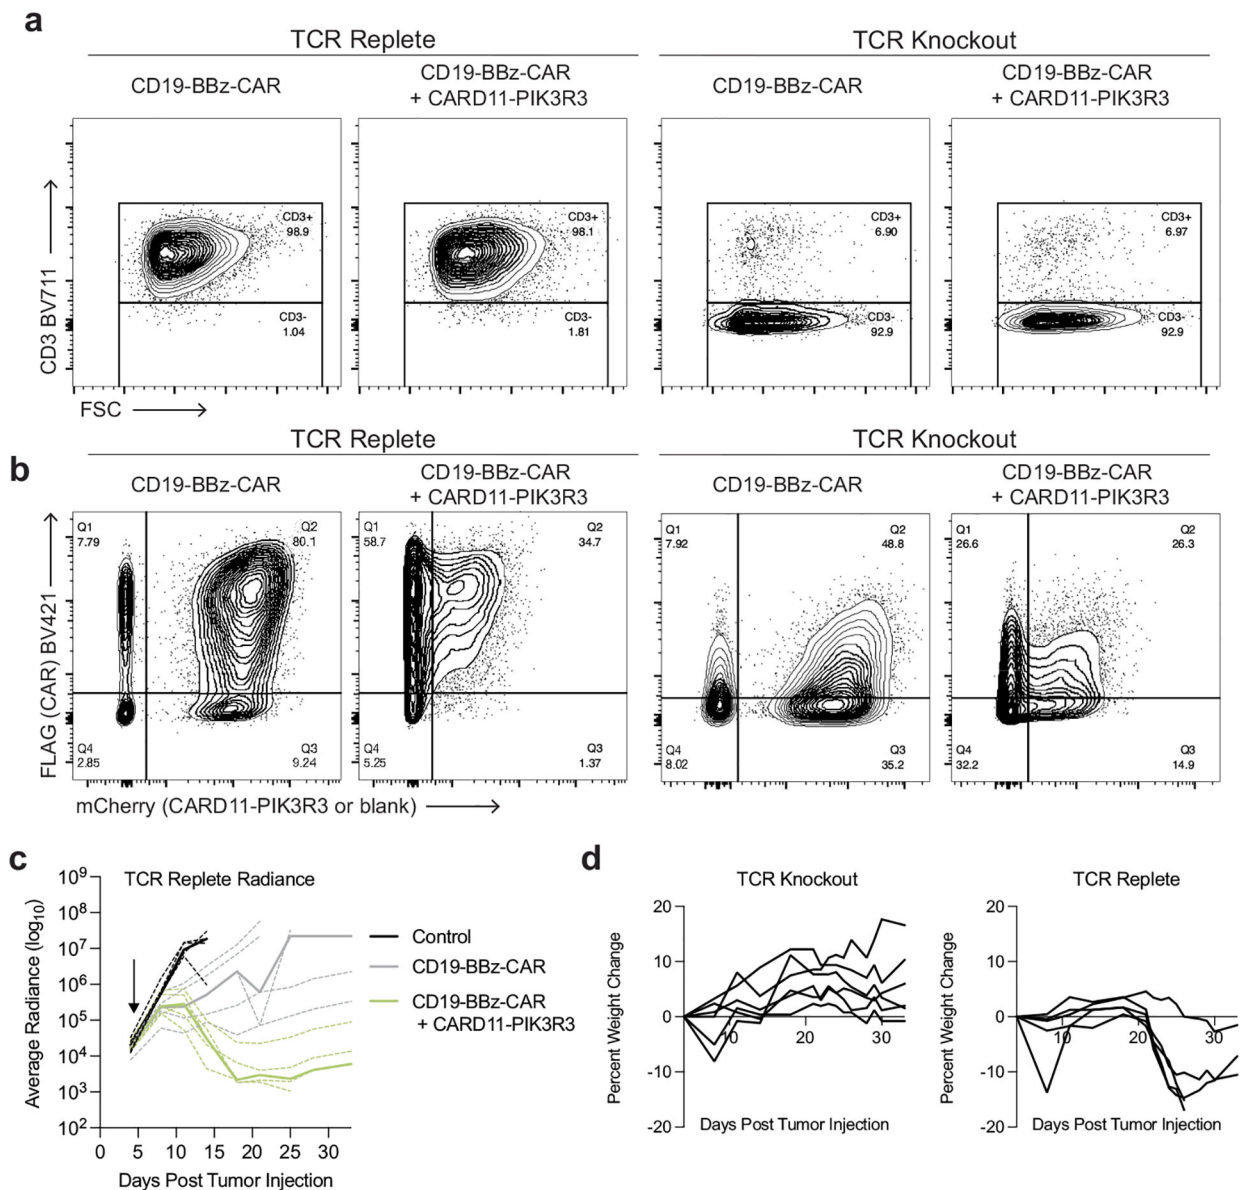 a
TCR Replete
TCR Knockout
CD19-BBz-CAR
CD19-BBz-CAR
+ CARD11-PIK3R3
CD19-BBz-CAR
CD19-BBz-CAR
+ CARD11-PIK3R3
CD3 BV711
CD3+
98.9
CD3-
1.04
CD3+
98.1
CD3-
1.81
CD3+
6.90
CD3-
92.9
CD3+
6.97
CD3-
92.9
FSC
b
TCR Replete
TCR Knockout
CD19-BBz-CAR
CD19-BBz-CAR
+ CARD11-PIK3R3
CD19-BBz-CAR
CD19-BBz-CAR
+ CARD11-PIK3R3
FLAG (CAR) BV421
Q1
7.79
Q2
80.1
Q4
2.85
Q3
9.24
Q1
58.7
Q2
34.7
Q4
5.25
Q3
1.37
Q1
7.92
Q2
48.8
Q4
8.02
Q3
35.2
Q1
26.6
Q2
26.3
Q4
32.2
Q3
14.9
mCherry (CARD11-PIK3R3 or blank)
c
TCR Replete Radiance
Average Radiance (log10)
10⁹
10⁸
10⁷
10⁶
10⁵
10⁴
10³
10²
0 5 10 15 20 25 30
Days Post Tumor Injection
Control
CD19-BBz-CAR
CD19-BBz-CAR
+ CARD11-PIK3R3
d
TCR Knockout
Percent Weight Change
20
10
0
-10
-20
10 20 30
Days Post Tumor Injection
TCR Replete
Percent Weight Change
20
10
0
-10
-20
10 20 30
Days Post Tumor Injection